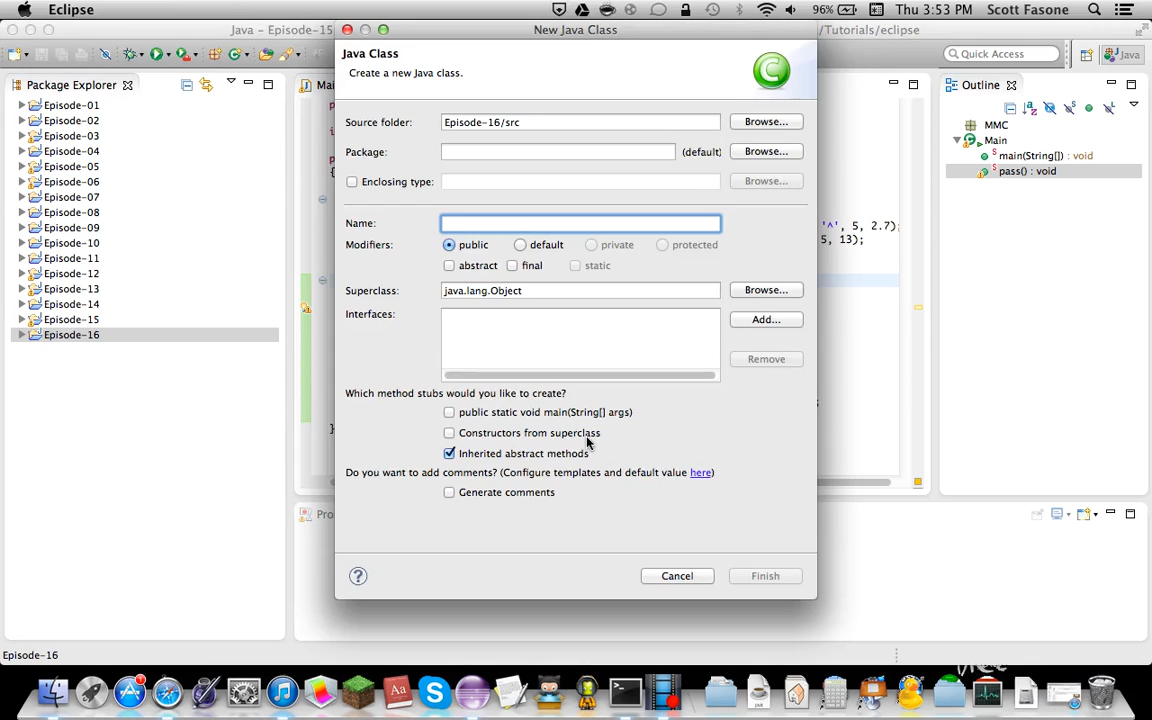 Eclipse
96%
Thu 3:53 PM
Scott Fasone
Java – Episode-15
New Java Class
/Tutorials/eclipse
Quick Access
Java
Package Explorer
Episode-01
Episode-02
Episode-03
Episode-04
Episode-05
Episode-06
Episode-07
Episode-08
Episode-09
Episode-10
Episode-11
Episode-12
Episode-13
Episode-14
Episode-15
Episode-16
Java Class
Create a new Java class.
Source folder:
Episode-16/src
Browse...
Package:
(default)
Browse...
Enclosing type:
Browse...
Name:
Modifiers:
public
default
private
protected
abstract
final
static
Superclass:
java.lang.Object
Browse...
Interfaces:
Add...
Remove
Which method stubs would you like to create?
public static void main(String[] args)
Constructors from superclass
Inherited abstract methods
Do you want to add comments? (Configure templates and default value here)
Generate comments
Cancel
Finish
'^', 5, 2.7);
5, 13);
Outline
MMC
Main
main(String[]) : void
pass() : void
Episode-16